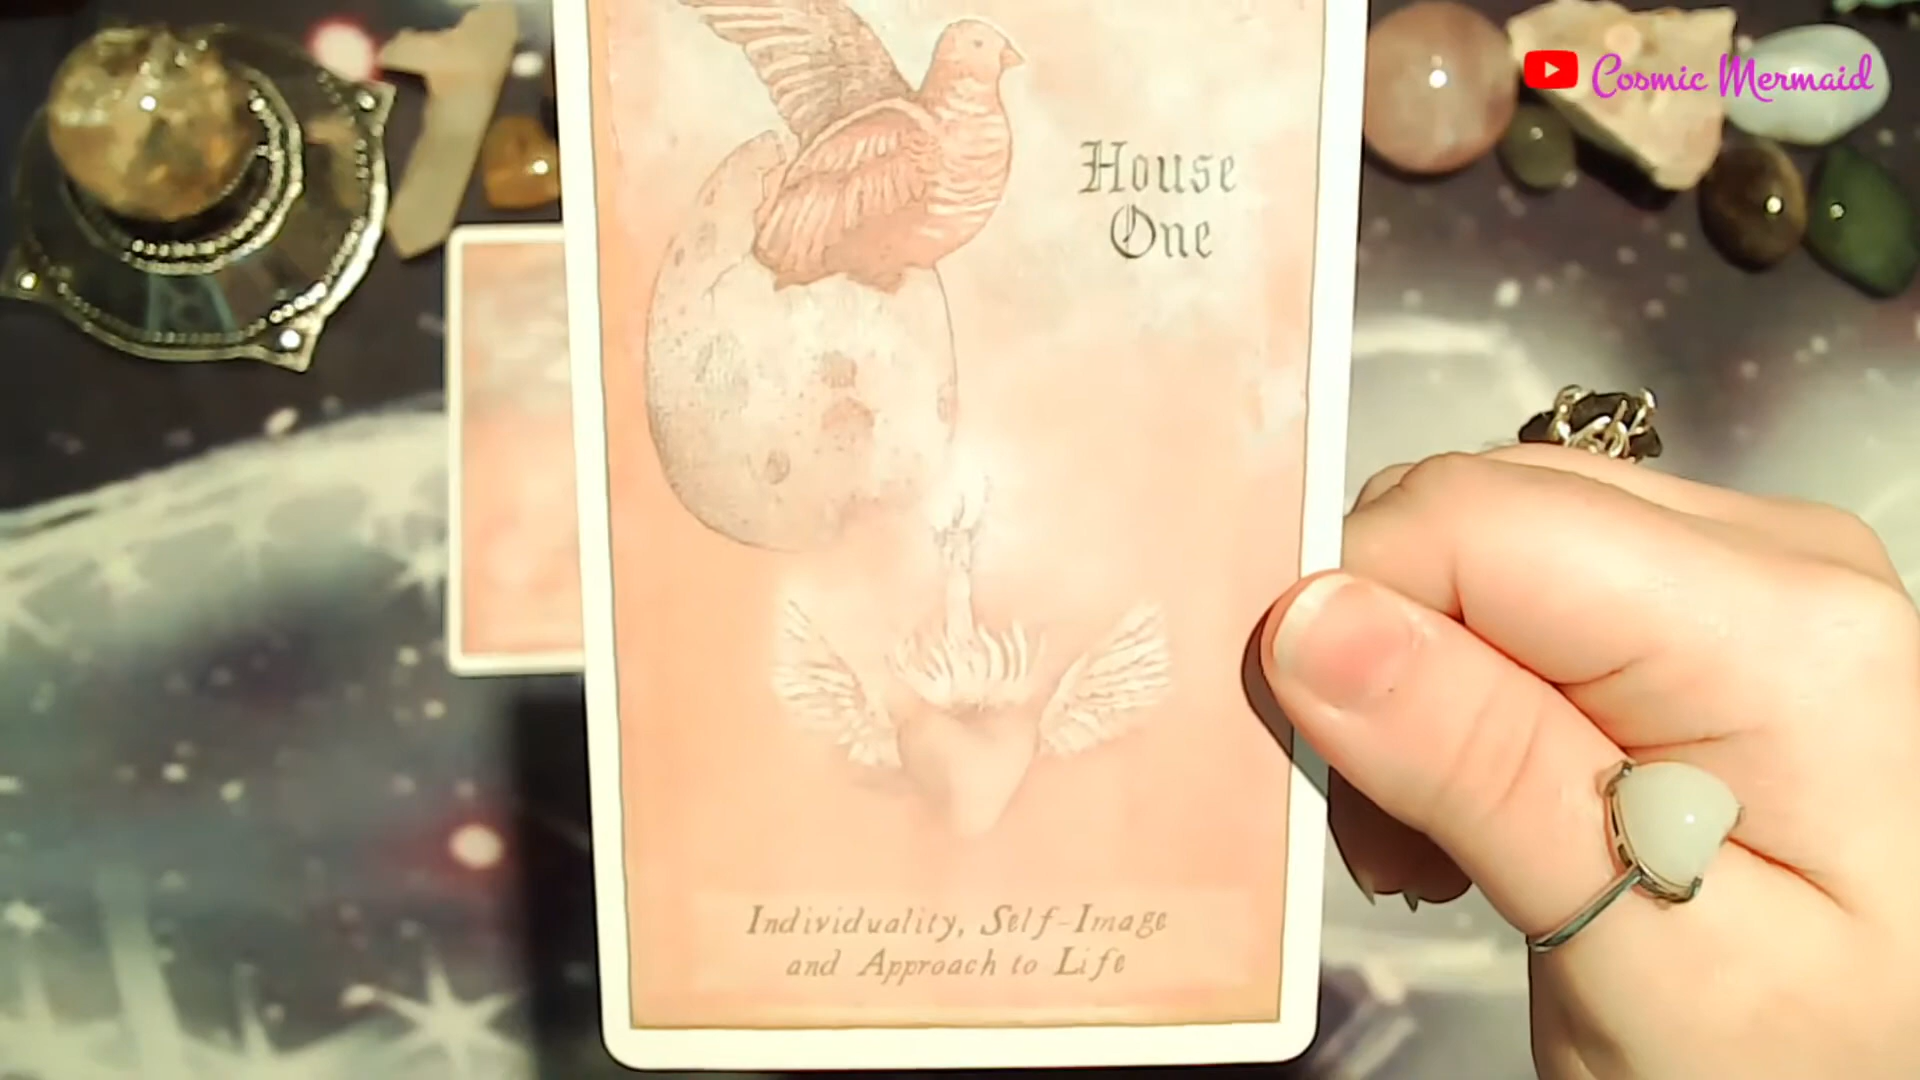 Cosmic Mermaid
House
One
Individuality, Self-Image
and Approach to Life